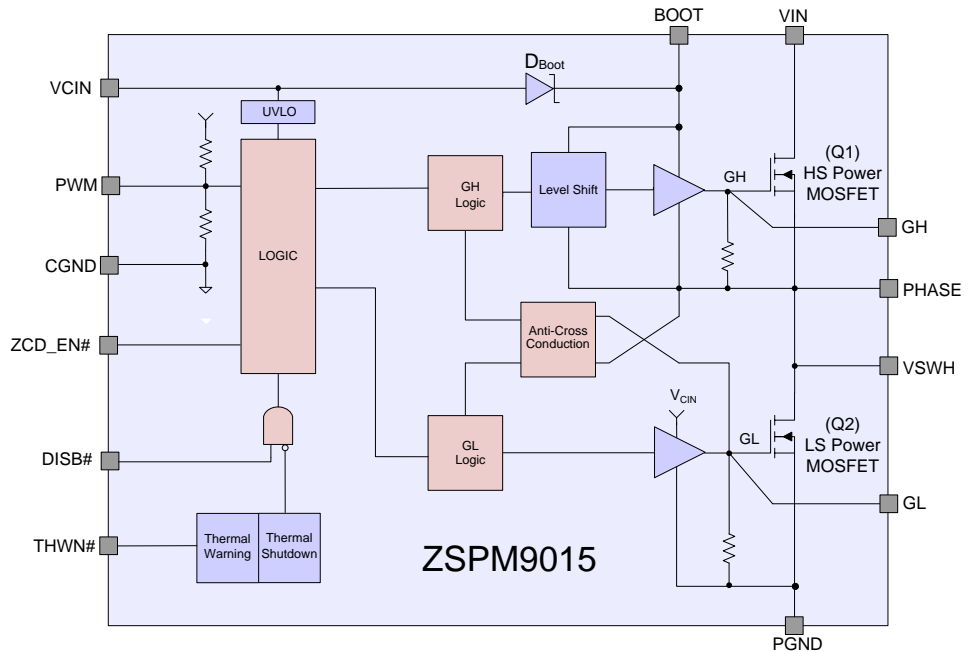 BOOT
VIN
VCIN
DBoot
UVLO
PWM
GH
Logic
Level Shift
GH
(Q1)
HS Power
MOSFET
GH
LOGIC
CGND
PHASE
Anti-Cross
Conduction
ZCD_EN#
VSWH
VCIN
(Q2)
LS Power
MOSFET
GL
GL
Logic
DISB#
GL
THWN#
Thermal
Warning
Thermal
Shutdown
ZSPM9015
PGND